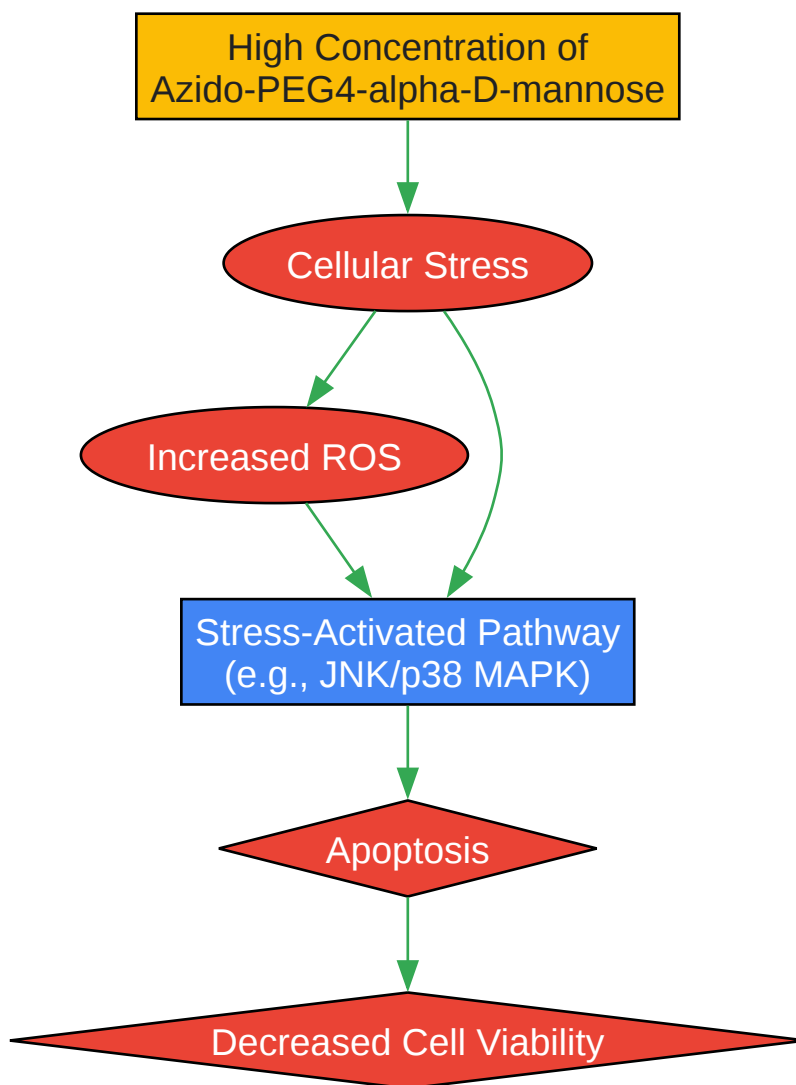 High Concentration of
Azido-PEG4-alpha-D-mannose
Cellular Stress
Increased ROS
Stress-Activated Pathway
(e.g., JNK/p38 MAPK)
Apoptosis
Decreased Cell Viability